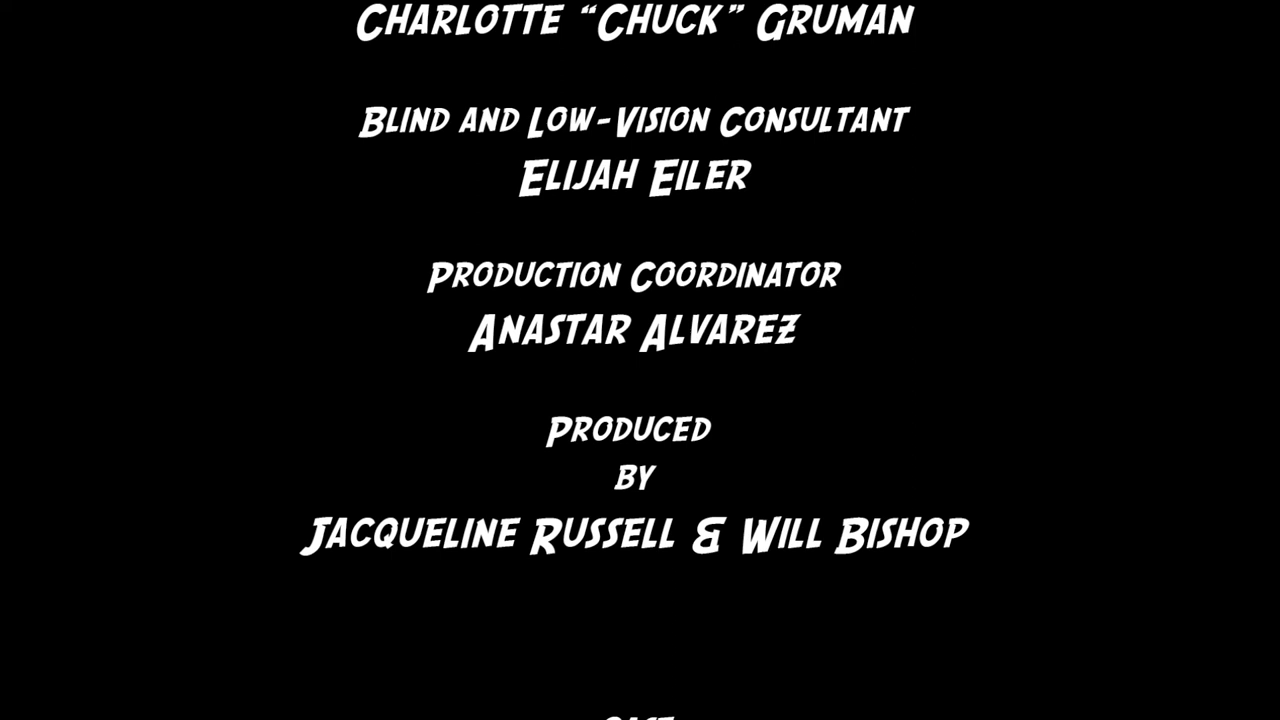 Charlotte “Chuck” Gruman
Blind and Low-Vision Consultant
Elijah Eiler
Production Coordinator
Anastar Alvarez
Produced
by
Jacqueline Russell & Will Bishop